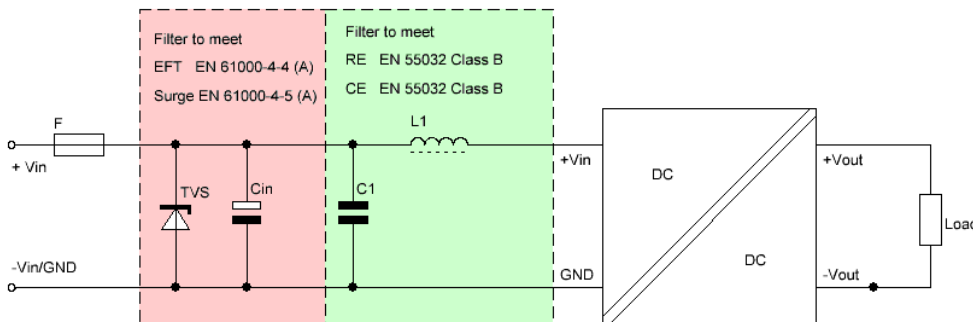 Filter to meet
EFT EN 61000-4-4 (A)
Surge EN 61000-4-5 (A)
Filter to meet
RE EN 55032 Class B
CE EN 55032 Class B
F
L1
+ Vin
+Vin
DC
+Vout
TVS
Cin
C1
Load
-Vin/GND
GND
DC
-Vout